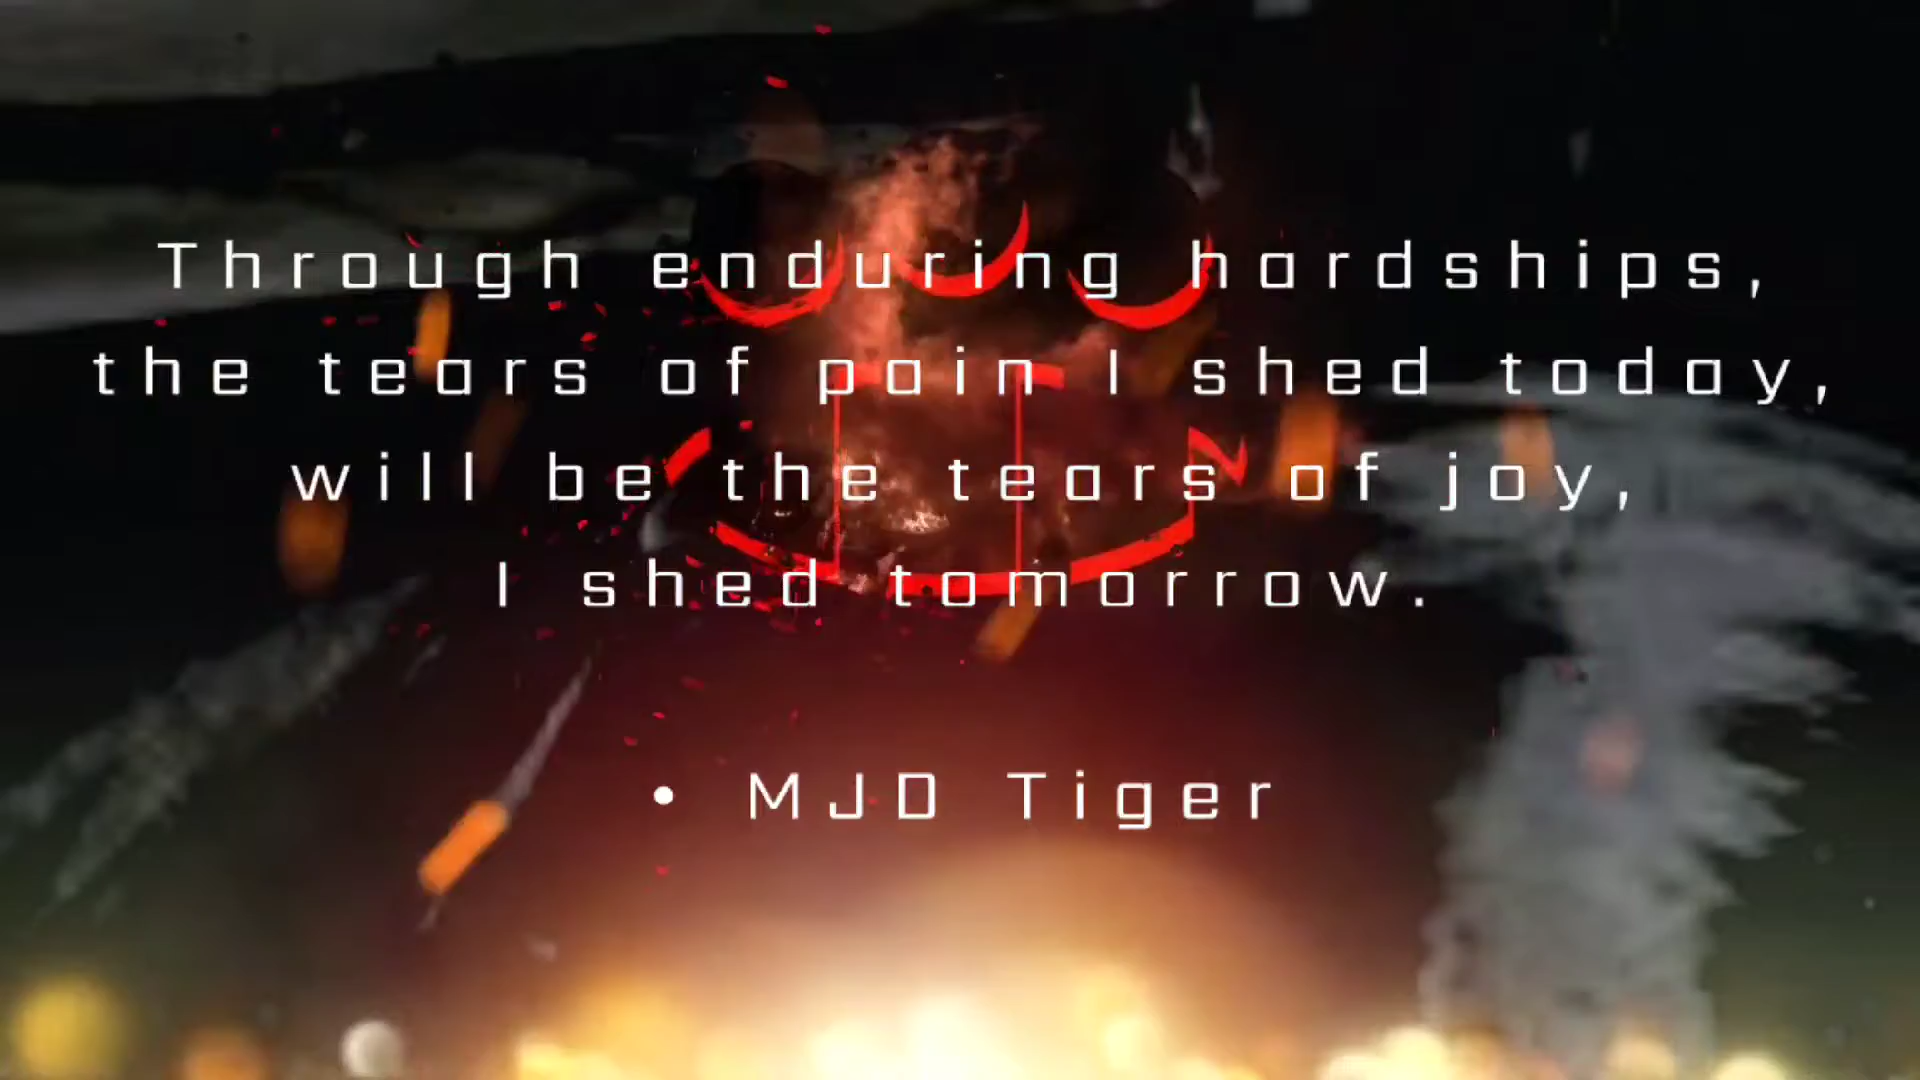 Through enduring hardships,
the tears of pain I shed today,
will be the tears of joy,
I shed tomorrow.
• MJD Tiger